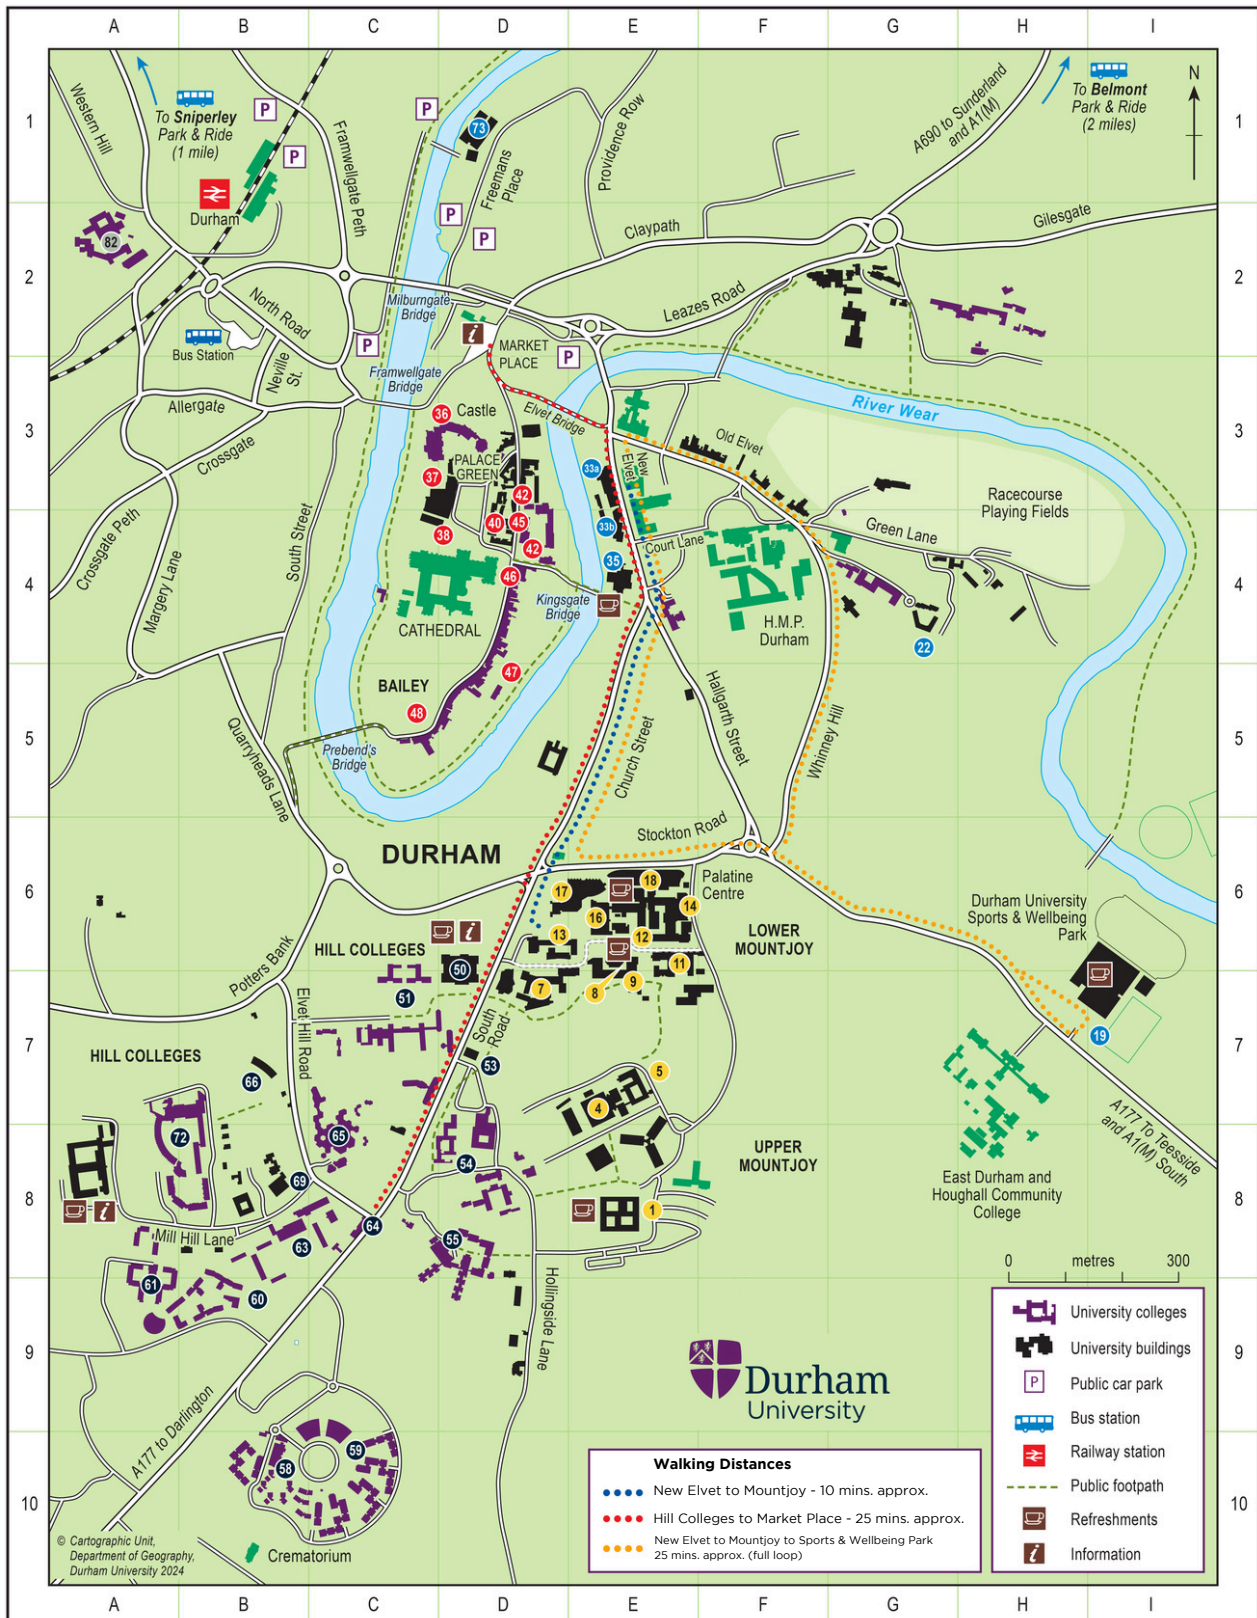 A B C D E F G H I
1
Western Hill
To Sniperley
Park & Ride
(1 mile)
P
P
P
Framwellgate Peth
73
Freemans
Place
Providence Row
A690 to Sunderland
and A1(M)
To Belmont
Park & Ride
(2 miles)
N
1
Durham
82
P
P
Claypath
Gilesgate
2
North Road
Milburngate
Bridge
Leazes Road
2
Bus Station
Neville
St.
P
i
MARKET
PLACE
P
Framwellgate
Bridge
Allergate
36
Castle
Elvet Bridge
River Wear
3
Crossgate
37
PALACE
GREEN
33a
New
Elvet
Old Elvet
3
42
Racecourse
Playing Fields
Crossgate Peth
Margery Lane
South Street
38
40
45
42
33b
35
Court Lane
Green Lane
4
46
CATHEDRAL
Kingsgate
Bridge
H.M.P.
Durham
4
22
BAILEY
47
48
Hallgarth Street
5
Quarryheads Lane
Prebend's
Bridge
Church Street
Whinney Hill
5
DURHAM
Stockton Road
Palatine
Centre
6
17
18
16
14
13
12
LOWER
MOUNTJOY
Durham University
Sports & Wellbeing
Park
6
Potters Bank
HILL COLLEGES
i
50
51
7
8
9
11
19
7
HILL COLLEGES
Elvet Hill Road
South
Road
53
66
5
4
A177 To Teesside
and A1(M) South
7
72
65
54
UPPER
MOUNTJOY
East Durham and
Houghall Community
College
8
69
i
Mill Hill Lane
64
63
55
1
8
61
60
Hollingside Lane
0 metres 300
9
A177 to Darlington
Durham
University
9
University colleges
University buildings
P Public car park
Bus station
Railway station
Public footpath
Refreshments
i Information
10
58
59
Crematorium
Walking Distances
New Elvet to Mountjoy - 10 mins. approx.
Hill Colleges to Market Place - 25 mins. approx.
New Elvet to Mountjoy to Sports & Wellbeing Park
25 mins. approx. (full loop)
10
© Cartographic Unit,
Department of Geography,
Durham University 2024
A B C D E F G H I